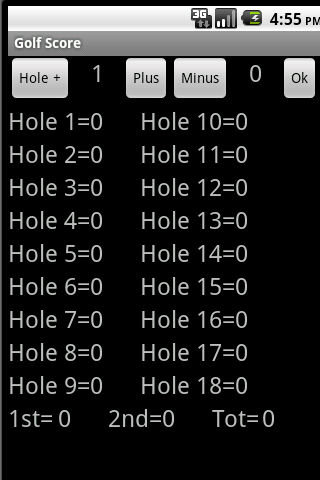 3G 4:55 PM
Golf Score
Hole + 1 Plus Minus 0 Ok
Hole 1=0 Hole 10=0
Hole 2=0 Hole 11=0
Hole 3=0 Hole 12=0
Hole 4=0 Hole 13=0
Hole 5=0 Hole 14=0
Hole 6=0 Hole 15=0
Hole 7=0 Hole 16=0
Hole 8=0 Hole 17=0
Hole 9=0 Hole 18=0
1st= 0 2nd=0 Tot= 0